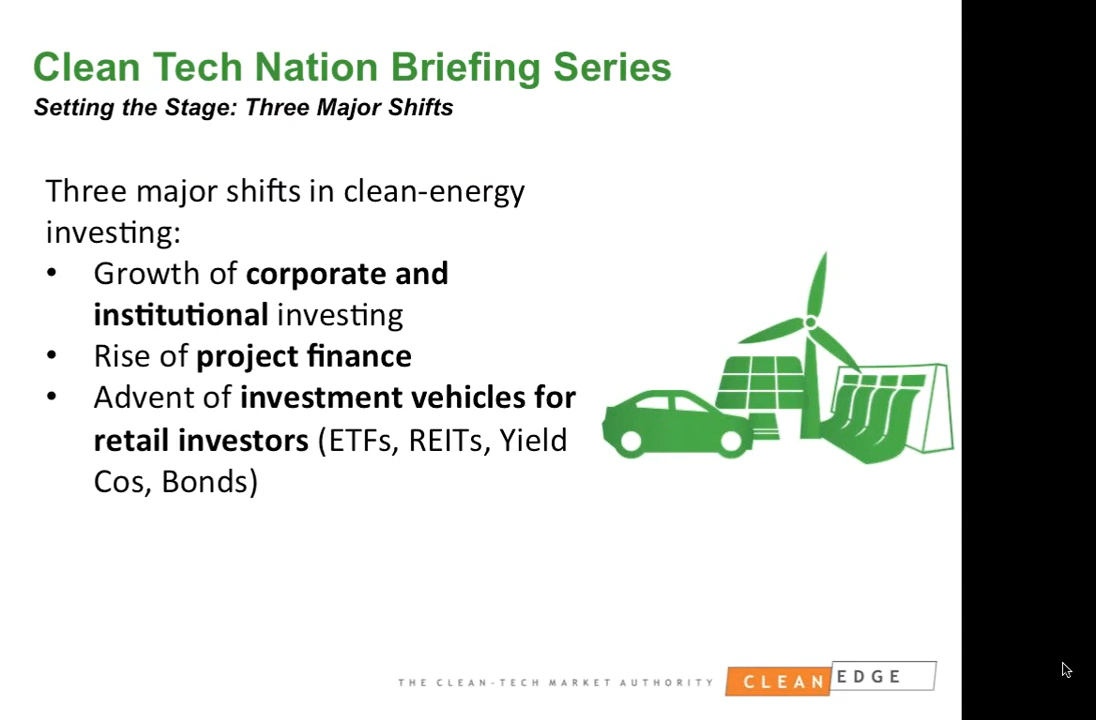 Clean Tech Nation Briefing Series
Setting the Stage: Three Major Shifts
Three major shifts in clean-energy
investing:
• Growth of corporate and
institutional investing
• Rise of project finance
• Advent of investment vehicles for
retail investors (ETFs, REITs, Yield
Cos, Bonds)
THE CLEAN-TECH MARKET AUTHORITY CLEAN EDGE